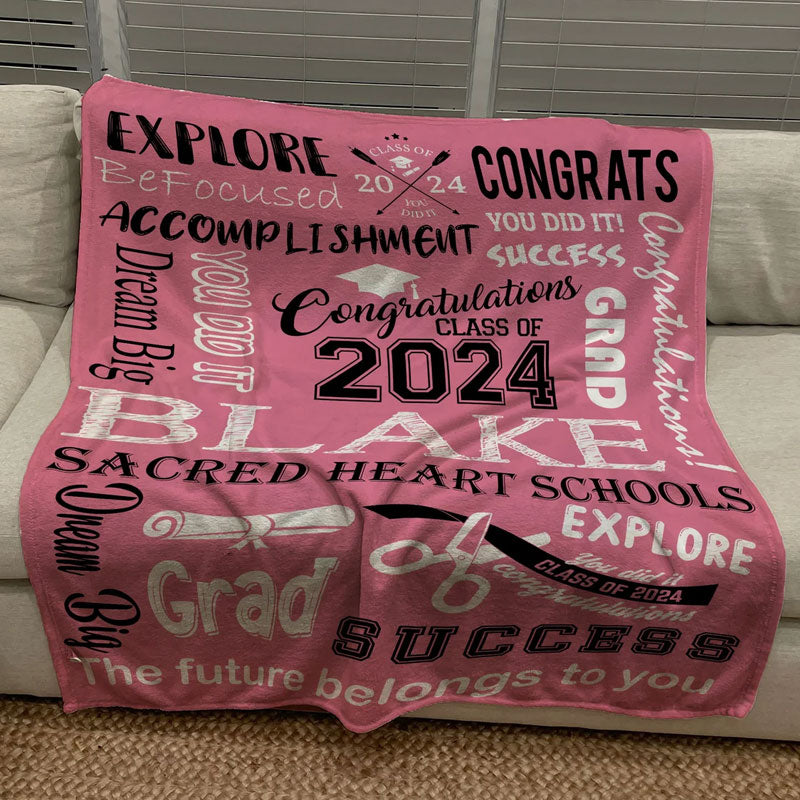 EXPLORE
BeFocused
CLASS OF
20 24
YOU
DID IT
CONGRATS
ACCOMPLISHMENT
YOU DID IT!
SUCCESS
Dream Big
YOU DID IT
Congratulations
CLASS OF
2024
GRAD
Congratulations!
BLAKE
SACRED HEART SCHOOLS
Dream Big
Grad
EXPLORE
You did it
CLASS OF 2024
congratulations
SUCCESS
The future belongs to you